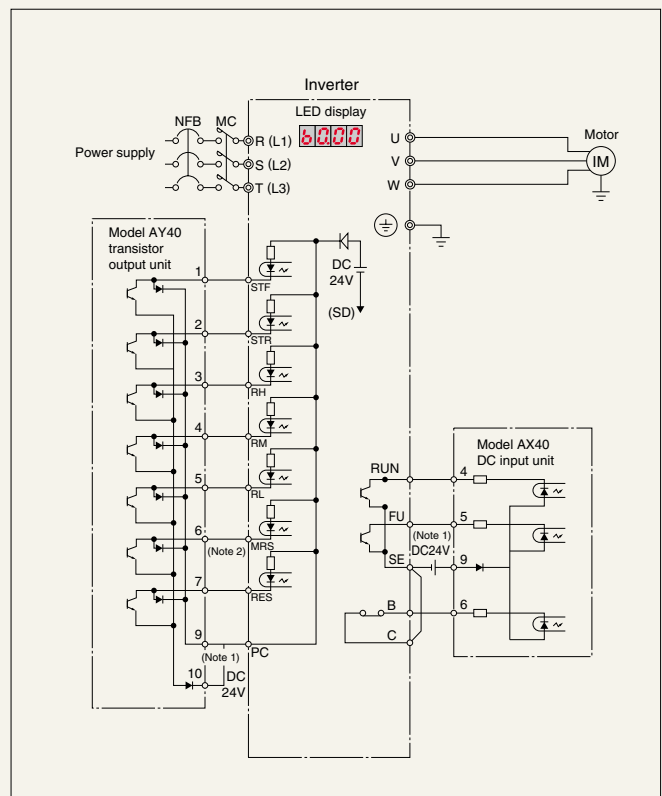 Inverter
LED display
60.00
NFB MC
Power supply
R (L1)
S (L2)
T (L3)
U
V
W
Motor
IM
Model AY40
transistor
output unit
DC
24V
(SD)
1
STF
2
STR
3
RH
4
RM
5
RL
6
(Note 2)
MRS
7
RES
9
(Note 1)
PC
10
DC
24V
Model AX40
DC input unit
RUN
4
FU
5
(Note 1)
DC24V
SE
9
B
6
C